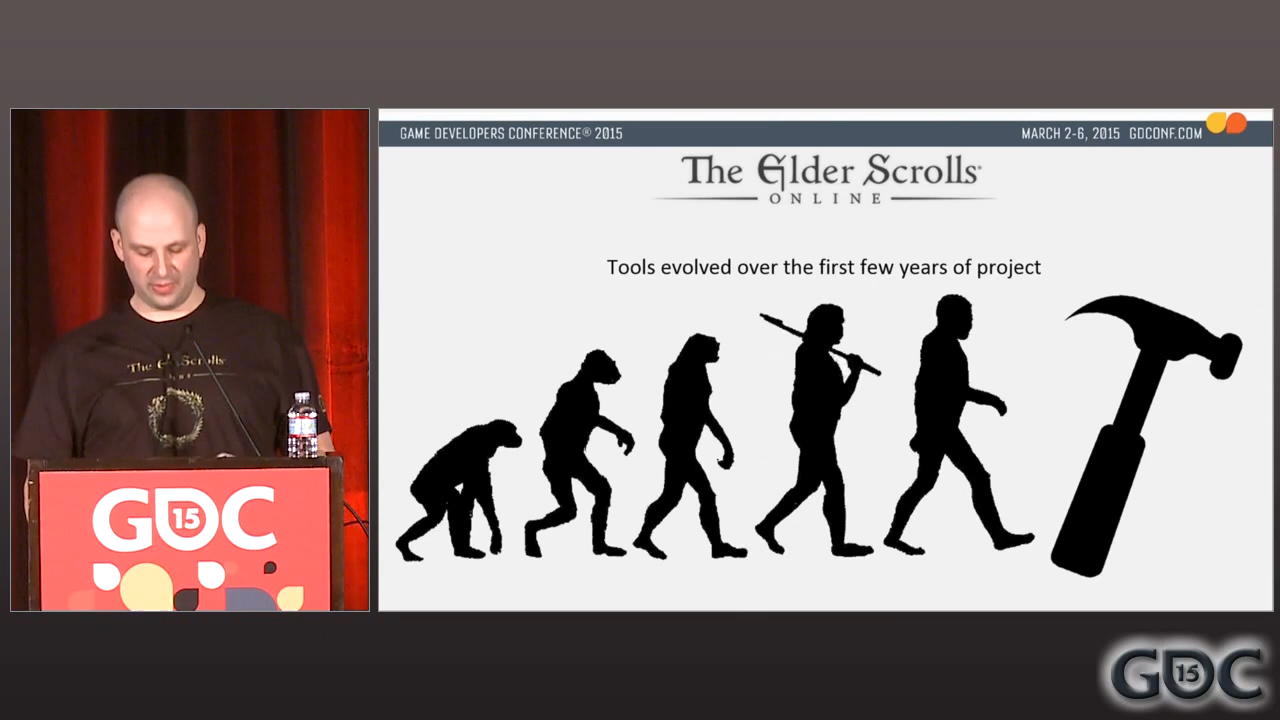 GAME DEVELOPERS CONFERENCE® 2015
MARCH 2-6, 2015 GDCONF.COM
The Elder Scrolls
ONLINE
Tools evolved over the first few years of project
The Elder Scrolls
GDC
15
GDC
15